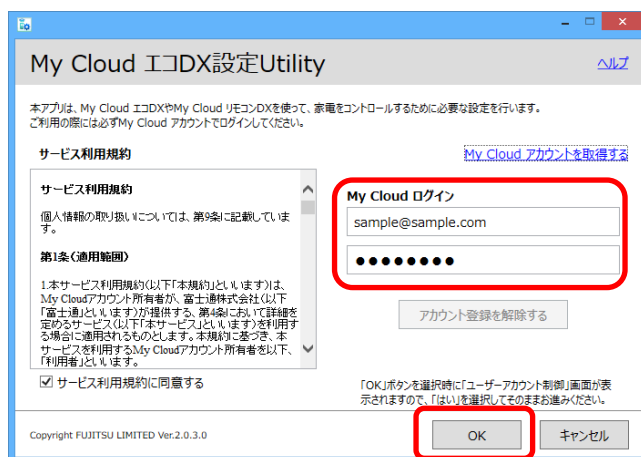 My Cloud エコDX設定Utility
ヘルプ
本アプリは、My Cloud エコDXやMy Cloud リモコンDXを使って、家電をコントロールするために必要な設定を行います。
ご利用の際には必ずMy Cloud アカウントでログインしてください。
サービス利用規約
My Cloud アカウントを取得する
サービス利用規約
個人情報の取り扱いについては、第9条に記載していま
す。
第1条（適用範囲）
1.本サービス利用規約（以下「本規約」といいます）は、
My Cloudアカウント所有者が、富士通株式会社（以下
「富士通」といいます）が提供する、第4条において詳細を
定めるサービス（以下「本サービス」といいます）を利用す
る場合に適用されるものとします。本規約に基づき、本
サービスを利用するMy Cloudアカウント所有者を以下、
「利用者」といいます。
My Cloud ログイン
sample@sample.com
●●●●●●●●
アカウント登録を解除する
サービス利用規約に同意する
「OK」ボタンを選択時に「ユーザーアカウント制御」画面が表
示されますので、「はい」を選択してそのままお進みください。
Copyright FUJITSU LIMITED Ver.2.0.3.0
OK
キャンセル